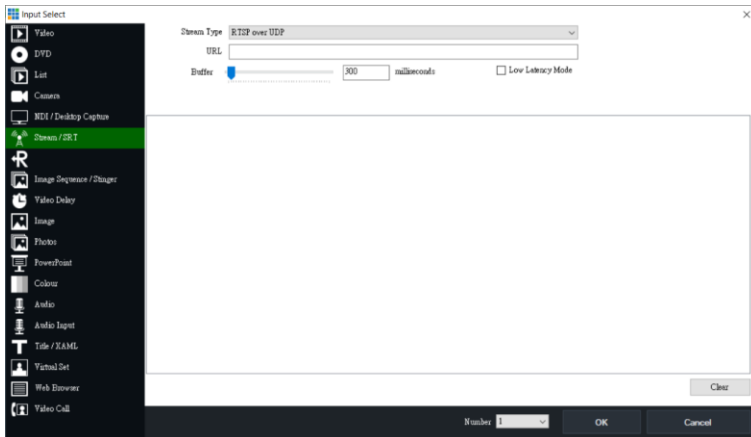 Input Select
Video
DVD
List
Camera
NDI / Desktop Capture
Stream / SRT
Image Sequence / Stinger
Video Delay
Image
Photos
PowerPoint
Colour
Audio
Audio Input
Title / XAML
Virtual Set
Web Browser
Video Call
Stream Type RTSP over UDP
URL
Buffer 300 milliseconds Low Latency Mode
Clear
Number 1 OK Cancel